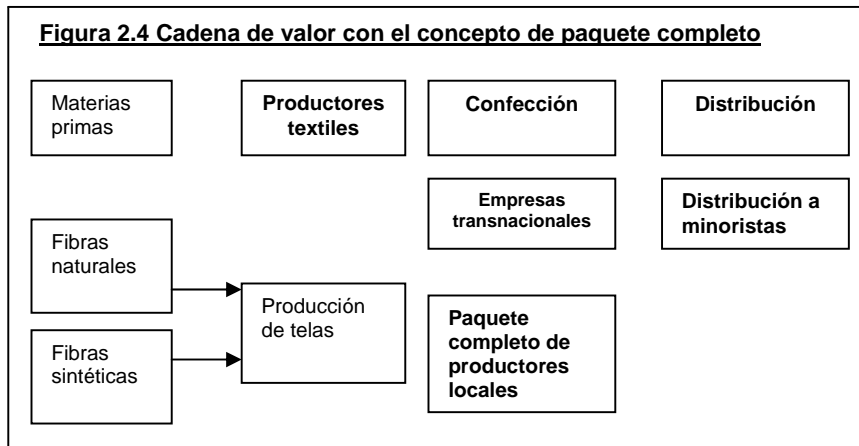 Figura 2.4 Cadena de valor con el concepto de paquete completo
Materias
primas
Productores
textiles
Confección
Distribución
Empresas
transnacionales
Distribución a
minoristas
Fibras
naturales
Producción
de telas
Paquete
completo de
productores
locales
Fibras
sintéticas